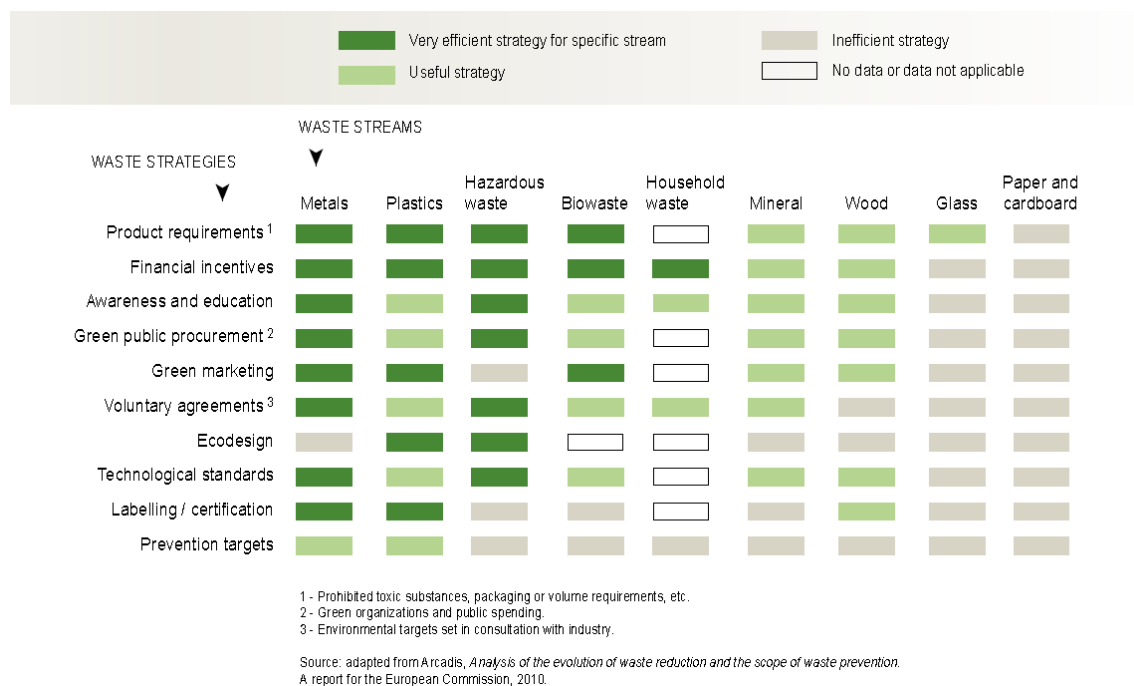 Very efficient strategy for specific stream
Inefficient strategy
Useful strategy
No data or data not applicable
WASTE STREAMS
WASTE STRATEGIES
Metals
Plastics
Hazardous
waste
Biowaste
Household
waste
Mineral
Wood
Glass
Paper and
cardboard
Product requirements 1
Financial incentives
Awareness and education
Green public procurement 2
Green marketing
Voluntary agreements 3
Ecodesign
Technological standards
Labelling / certification
Prevention targets
1 - Prohibited toxic substances, packaging or volume requirements, etc.
2 - Green organizations and public spending.
3 - Environmental targets set in consultation with industry.
Source: adapted from Arcadis, Analysis of the evolution of waste reduction and the scope of waste prevention.
A report for the European Commission, 2010.